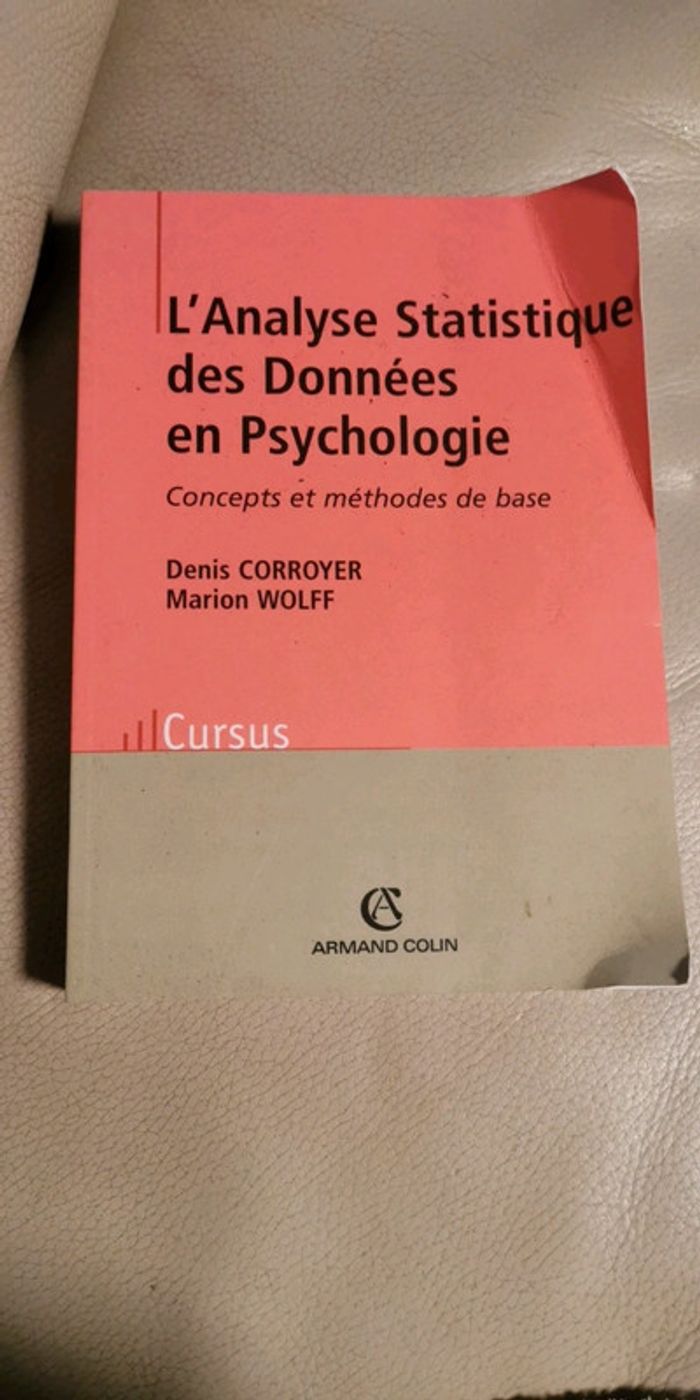 L'Analyse Statistique
des Données
en Psychologie
Concepts et méthodes de base
Denis CORROYER
Marion WOLFF
Cursus
ARMAND COLIN